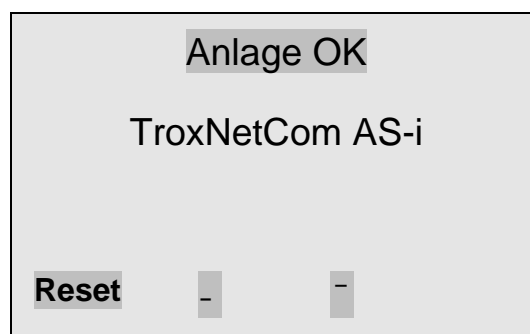 Anlage OK
TroxNetCom AS-i
Reset _ ¯